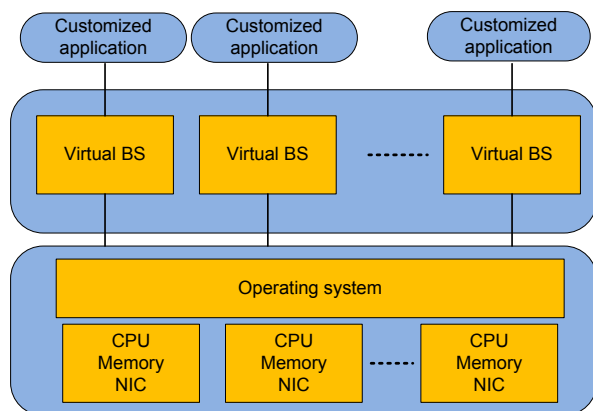 Customized
application
Customized
application
Customized
application
Virtual BS
Virtual BS
Virtual BS
Operating system
CPU
Memory
NIC
CPU
Memory
NIC
CPU
Memory
NIC